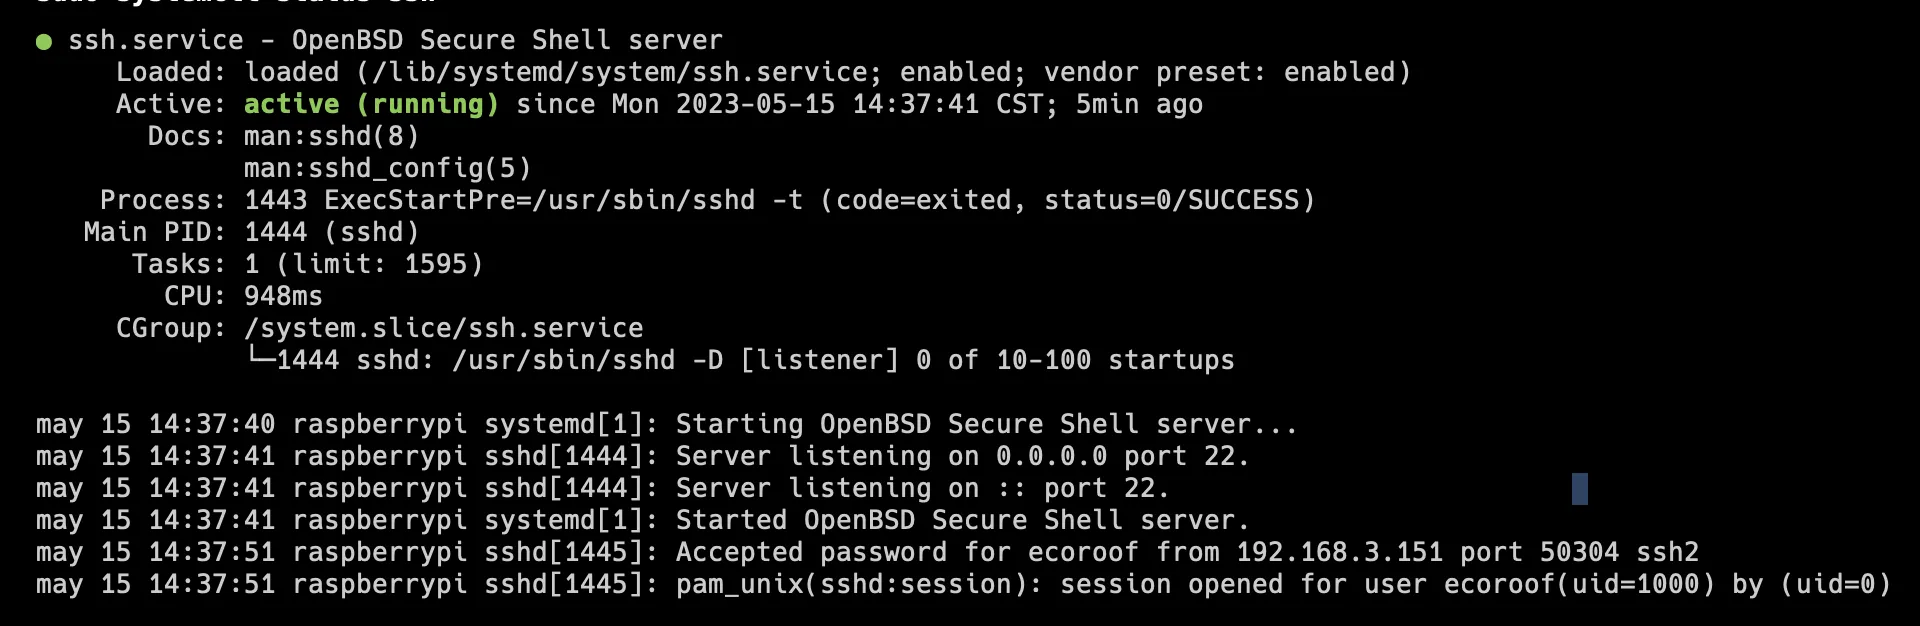 sudo systemctl status ssh
● ssh.service - OpenBSD Secure Shell server
Loaded: loaded (/lib/systemd/system/ssh.service; enabled; vendor preset: enabled)
Active: active (running) since Mon 2023-05-15 14:37:41 CST; 5min ago
Docs: man:sshd(8)
man:sshd_config(5)
Process: 1443 ExecStartPre=/usr/sbin/sshd -t (code=exited, status=0/SUCCESS)
Main PID: 1444 (sshd)
Tasks: 1 (limit: 1595)
CPU: 948ms
CGroup: /system.slice/ssh.service
└─1444 sshd: /usr/sbin/sshd -D [listener] 0 of 10-100 startups
may 15 14:37:40 raspberrypi systemd[1]: Starting OpenBSD Secure Shell server...
may 15 14:37:41 raspberrypi sshd[1444]: Server listening on 0.0.0.0 port 22.
may 15 14:37:41 raspberrypi sshd[1444]: Server listening on :: port 22.
may 15 14:37:41 raspberrypi systemd[1]: Started OpenBSD Secure Shell server.
may 15 14:37:51 raspberrypi sshd[1445]: Accepted password for ecoroof from 192.168.3.151 port 50304 ssh2
may 15 14:37:51 raspberrypi sshd[1445]: pam_unix(sshd:session): session opened for user ecoroof(uid=1000) by (uid=0)